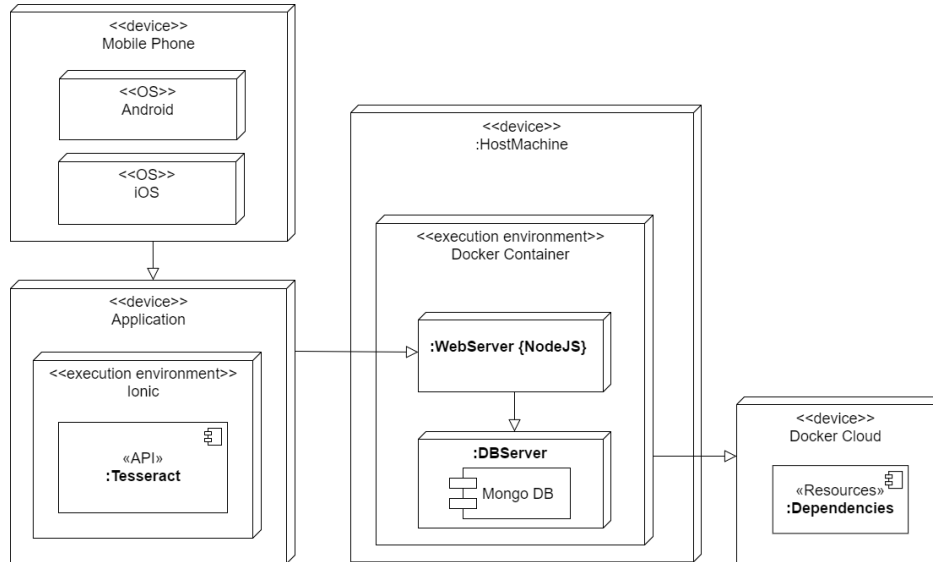 <<device>>
Mobile Phone
<<OS>>
Android
<<OS>>
iOS
<<device>>
Application
<<execution environment>>
Ionic
«API»
:Tesseract
<<device>>
:HostMachine
<<execution environment>>
Docker Container
:WebServer {NodeJS}
:DBServer
Mongo DB
<<device>>
Docker Cloud
«Resources»
:Dependencies